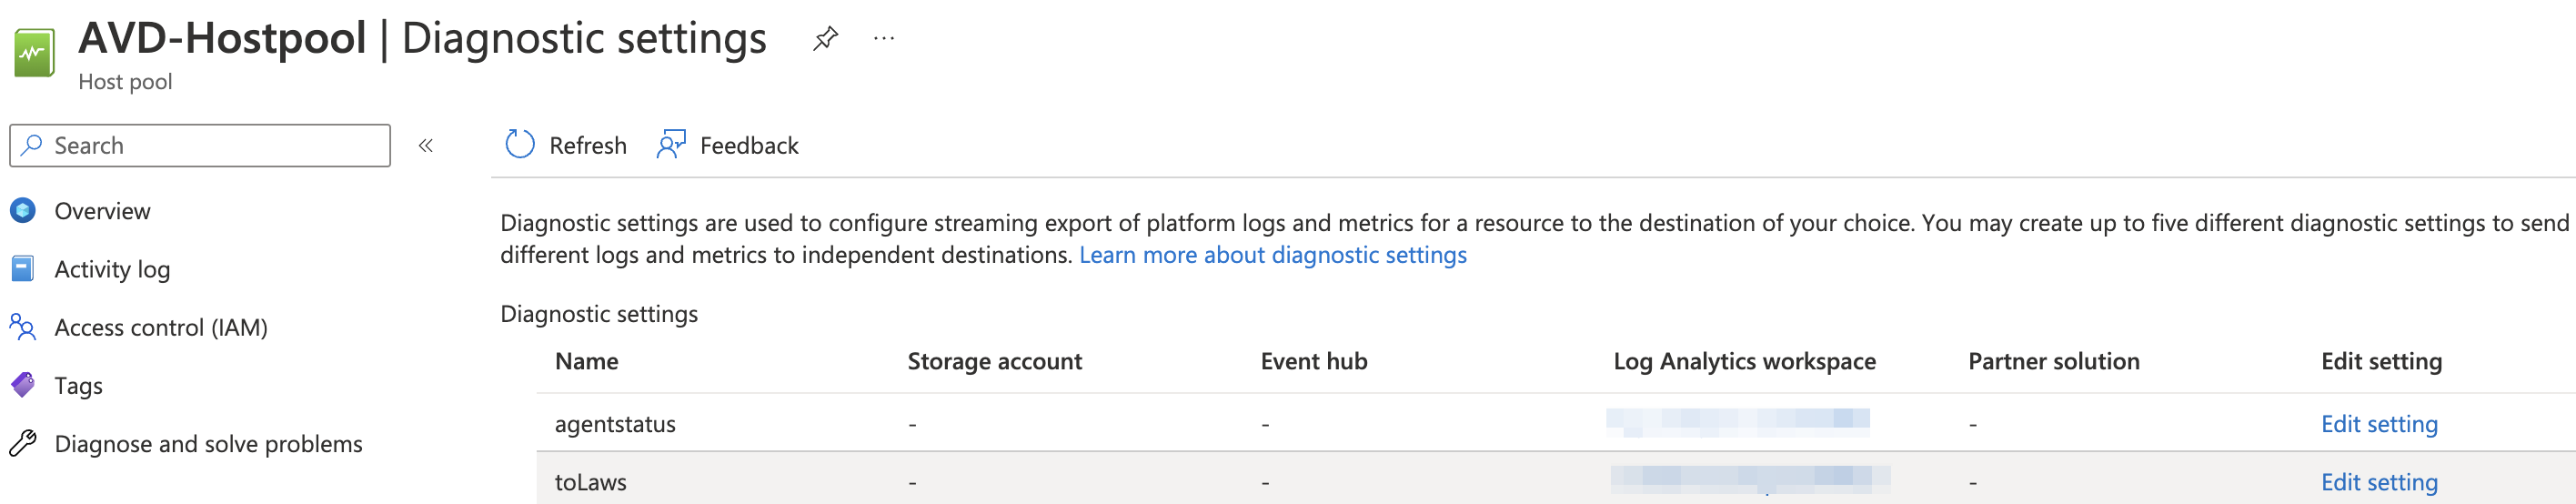 AVD-Hostpool | Diagnostic settings ...
Host pool
Search «
Refresh Feedback
Overview
Activity log
Access control (IAM)
Tags
Diagnose and solve problems
Diagnostic settings are used to configure streaming export of platform logs and metrics for a resource to the destination of your choice. You may create up to five different diagnostic settings to send
different logs and metrics to independent destinations. Learn more about diagnostic settings
Diagnostic settings
Name Storage account Event hub Log Analytics workspace Partner solution Edit setting
agentstatus - - - Edit setting
toLaws - - - Edit setting